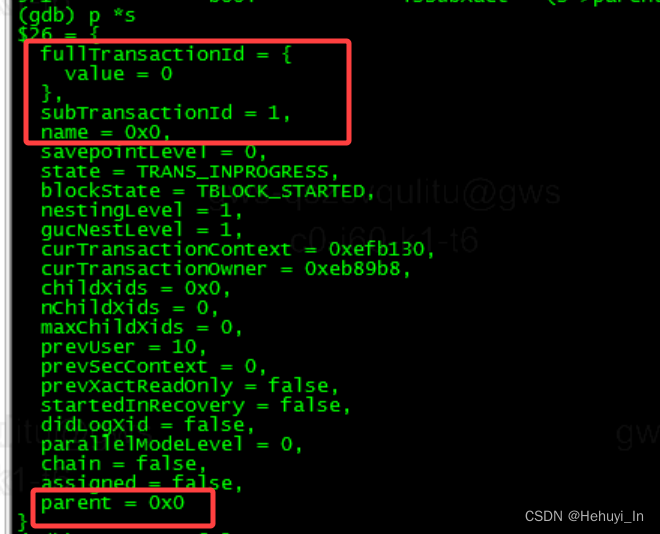 (gdb) p *s
$26 = {
fullTransactionId = {
value = 0
},
subTransactionId = 1,
name = 0x0,
savepointLevel = 0,
state = TRANS_INPROGRESS,
blockState = TBLOCK_STARTED,
nestingLevel = 1,
gucNestLevel = 1,
curTransactionContext = 0xefb130,
curTransactionOwner = 0xeb89b8,
childXids = 0x0,
nChildXids = 0,
maxChildXids = 0,
prevUser = 10,
prevSecContext = 0,
prevXactReadOnly = false,
startedInRecovery = false,
didLogXid = false,
parallelModeLevel = 0,
chain = false,
assigned = false,
parent = 0x0
}
CSDN @Hehuyi_In